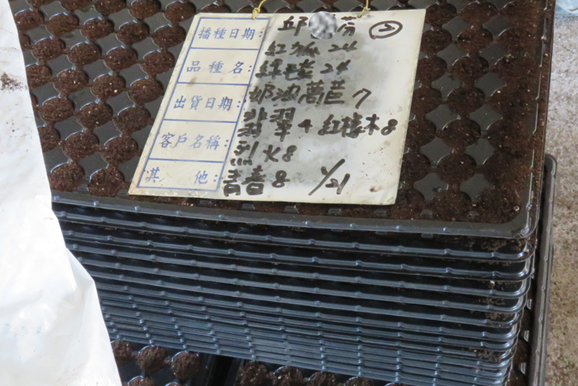 播種日期: 邱 芳 ②
紅 24
品種名: 綠 24
出貨日期: 奶油萵苣 7
翡翠 4 紅橡木 8
客戶名稱:
烈火 8
其他: 青春 8 1/21